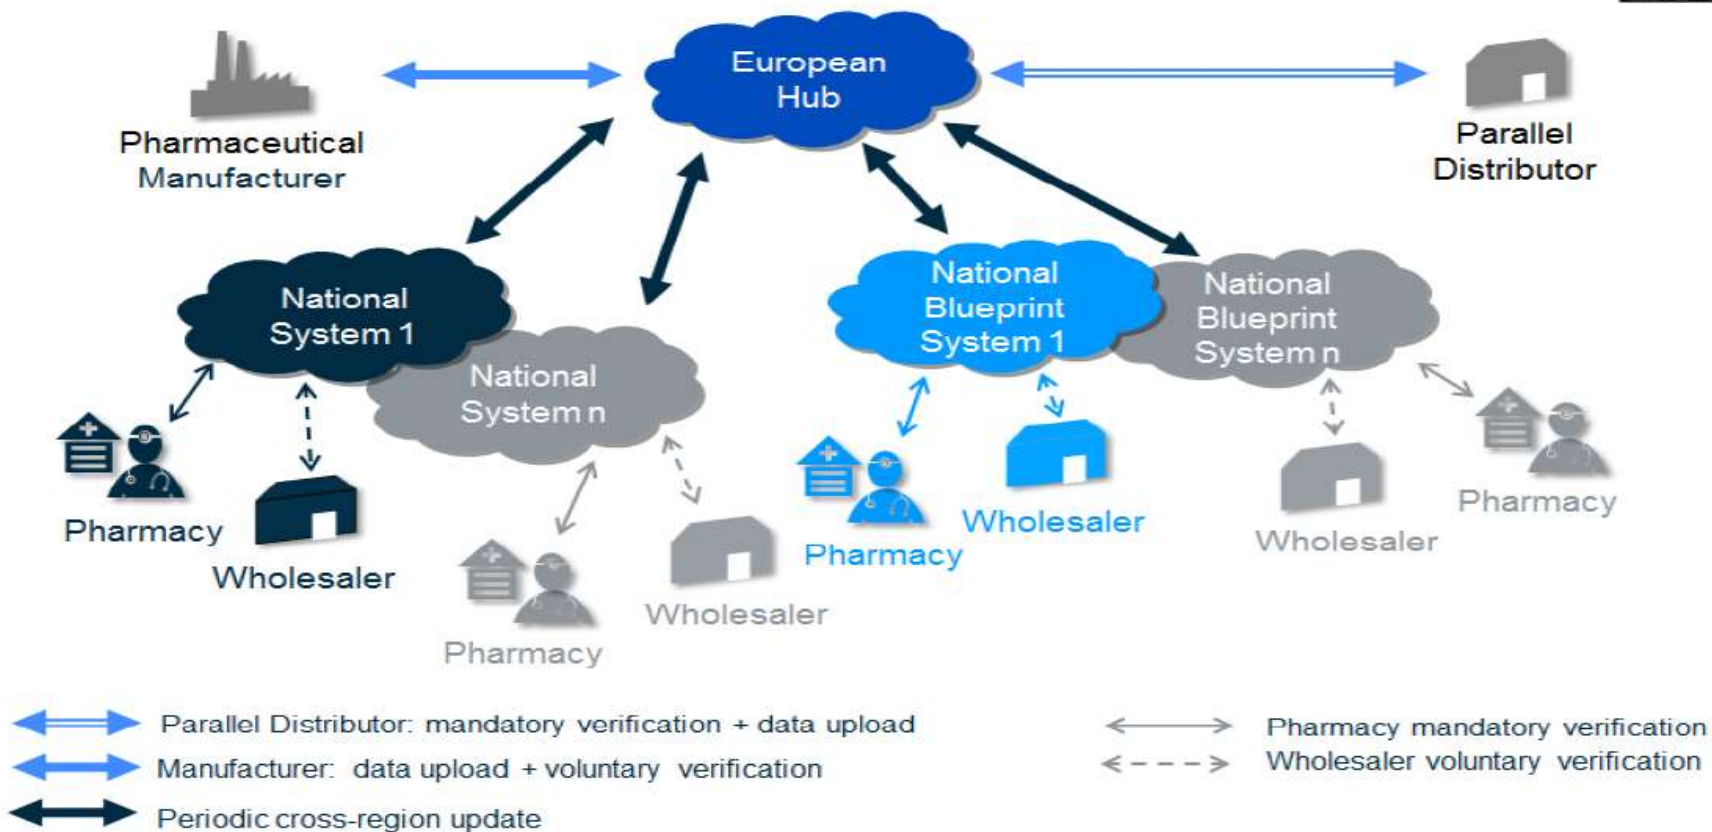 European
Hub
Pharmaceutical
Manufacturer
Parallel
Distributor
National
System 1
National
System n
National
Blueprint
System 1
National
Blueprint
System n
Pharmacy
Wholesaler
Pharmacy
Wholesaler
Pharmacy
Wholesaler
Wholesaler
Pharmacy
Parallel Distributor: mandatory verification + data upload
Manufacturer: data upload + voluntary verification
Periodic cross-region update
Pharmacy mandatory verification
Wholesaler voluntary verification